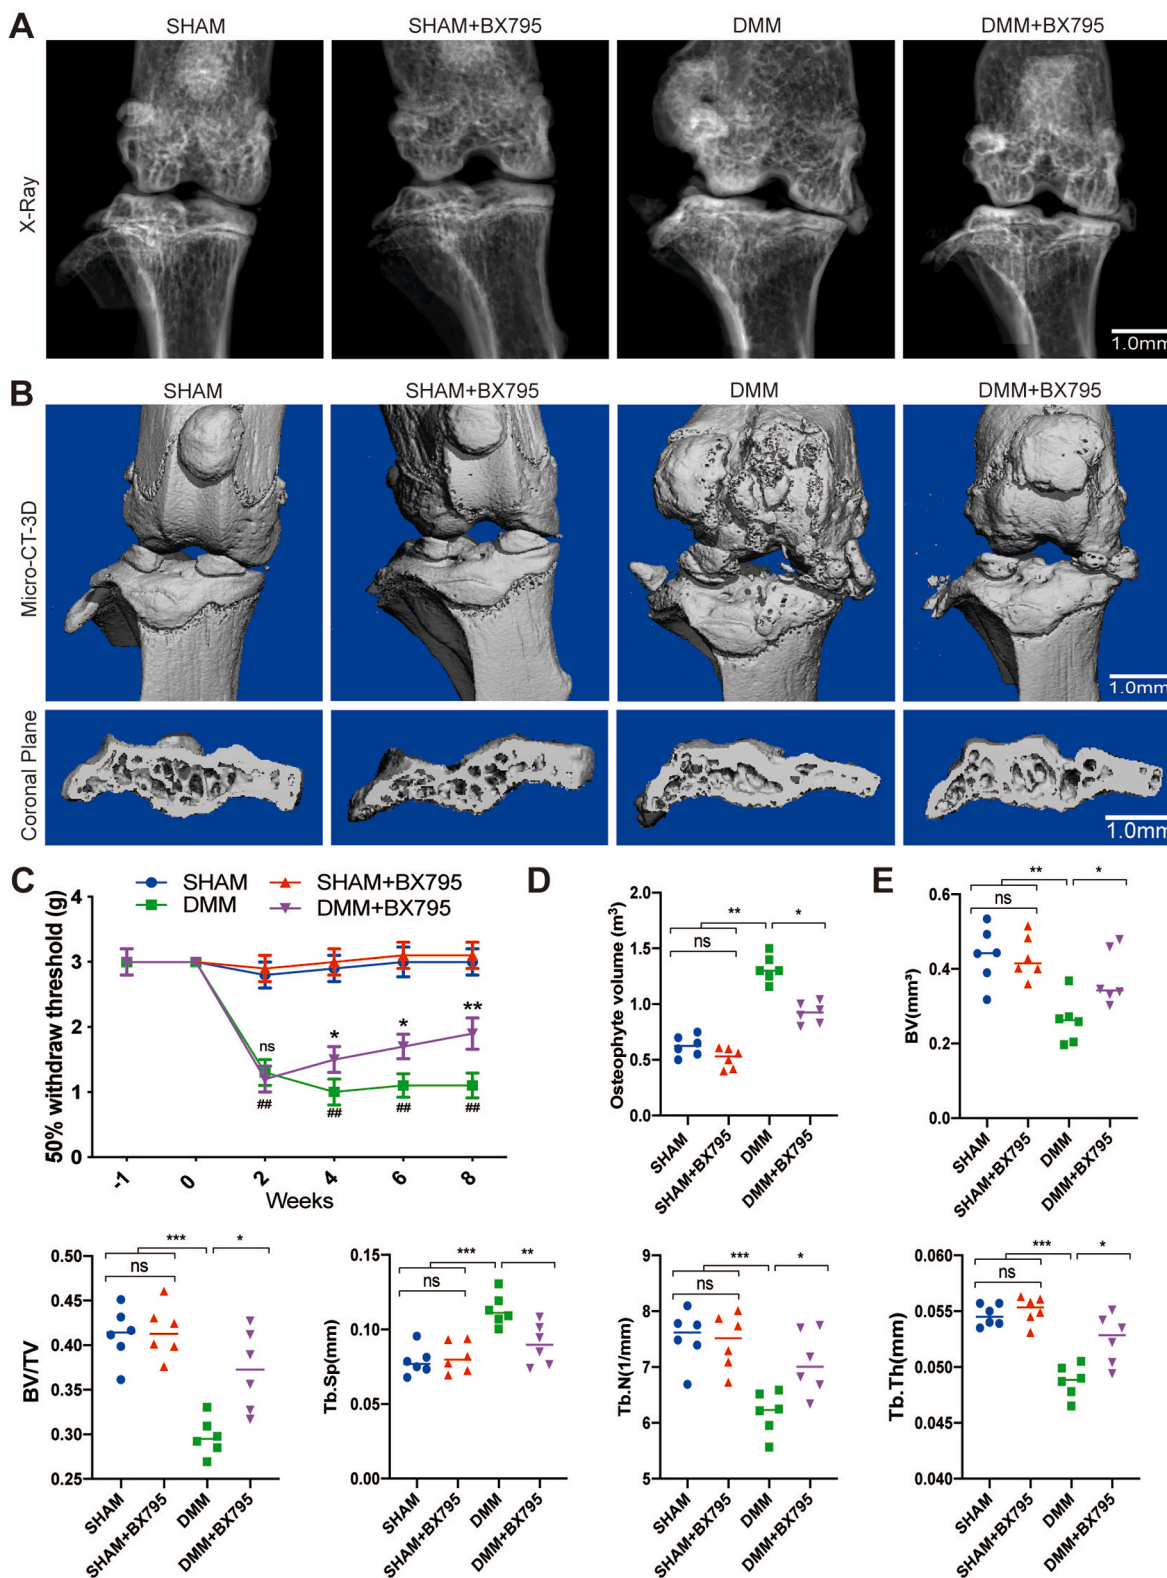 A
SHAM
SHAM+BX795
DMM
DMM+BX795
X-Ray
1.0mm
B
SHAM
SHAM+BX795
DMM
DMM+BX795
Micro-CT-3D
1.0mm
Coronal Plane
1.0mm
C
SHAM
SHAM+BX795
DMM
DMM+BX795
50% withdraw threshold (g)
4
3
2
1
0
ns
*
*
**
##
##
##
##
-1
0
2
4
6
8
Weeks
D
Osteophyte volume (m³)
2.0
1.5
1.0
0.5
0.0
**
*
ns
SHAM
SHAM+BX795
DMM
DMM+BX795
E
BV(mm³)
0.6
0.4
0.2
0.0
**
*
ns
SHAM
SHAM+BX795
DMM
DMM+BX795
BV/TV
0.50
0.45
0.40
0.35
0.30
0.25
***
*
ns
SHAM
SHAM+BX795
DMM
DMM+BX795
Tb.Sp(mm)
0.15
0.10
0.05
0.00
***
**
ns
SHAM
SHAM+BX795
DMM
DMM+BX795
Tb.N(1/mm)
9
8
7
6
5
***
*
ns
SHAM
SHAM+BX795
DMM
DMM+BX795
Tb.Th(mm)
0.060
0.055
0.050
0.045
0.040
***
*
ns
SHAM
SHAM+BX795
DMM
DMM+BX795